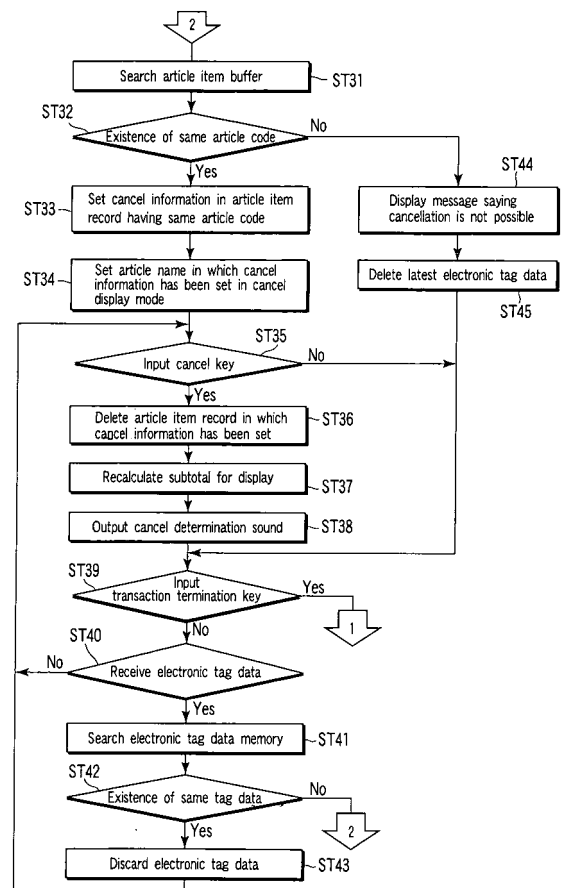 2
Search article item buffer
ST31
ST32
Existence of same article code
No
Yes
ST33
Set cancel information in article item
record having same article code
ST44
Display message saying
cancellation is not possible
ST34
Set article name in which cancel
information has been set in cancel
display mode
Delete latest electronic tag data
ST45
ST35
Input cancel key
No
Yes
Delete article item record in which
cancel information has been set
ST36
Recalculate subtotal for display
ST37
Output cancel determination sound
ST38
ST39
Input
transaction termination key
Yes
1
No
ST40
No
Receive electronic tag data
Yes
Search electronic tag data memory
ST41
ST42
Existence of same tag data
No
2
Yes
Discard electronic tag data
ST43